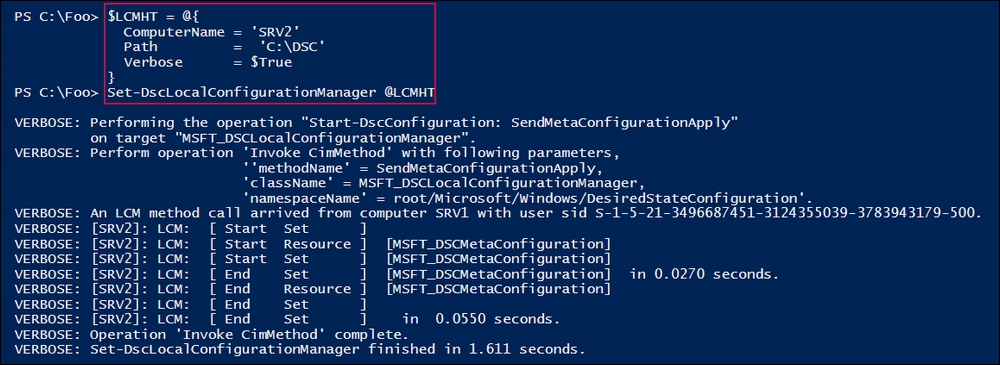 PS C:\Foo> $LCMHT = @{
ComputerName = 'SRV2'
Path         =  'C:\DSC'
Verbose      = $True
}
PS C:\Foo> Set-DscLocalConfigurationManager @LCMHT
VERBOSE: Performing the operation "Start-DscConfiguration: SendMetaConfigurationApply"
on target "MSFT_DSCLocalConfigurationManager".
VERBOSE: Perform operation 'Invoke CimMethod' with following parameters,
''methodName' = SendMetaConfigurationApply,
'className' = MSFT_DSCLocalConfigurationManager,
'namespaceName' = root/Microsoft/Windows/DesiredStateConfiguration'.
VERBOSE: An LCM method call arrived from computer SRV1 with user sid S-1-5-21-3496687451-3124355039-3783943179-500.
VERBOSE: [SRV2]: LCM:  [ Start  Set      ]
VERBOSE: [SRV2]: LCM:  [ Start  Resource ]  [MSFT_DSCMetaConfiguration]
VERBOSE: [SRV2]: LCM:  [ Start  Set      ]  [MSFT_DSCMetaConfiguration]
VERBOSE: [SRV2]: LCM:  [ End    Set      ]  [MSFT_DSCMetaConfiguration]  in 0.0270 seconds.
VERBOSE: [SRV2]: LCM:  [ End    Resource ]  [MSFT_DSCMetaConfiguration]
VERBOSE: [SRV2]: LCM:  [ End    Set      ]
VERBOSE: [SRV2]: LCM:  [ End    Set      ]    in  0.0550 seconds.
VERBOSE: Operation 'Invoke CimMethod' complete.
VERBOSE: Set-DscLocalConfigurationManager finished in 1.611 seconds.